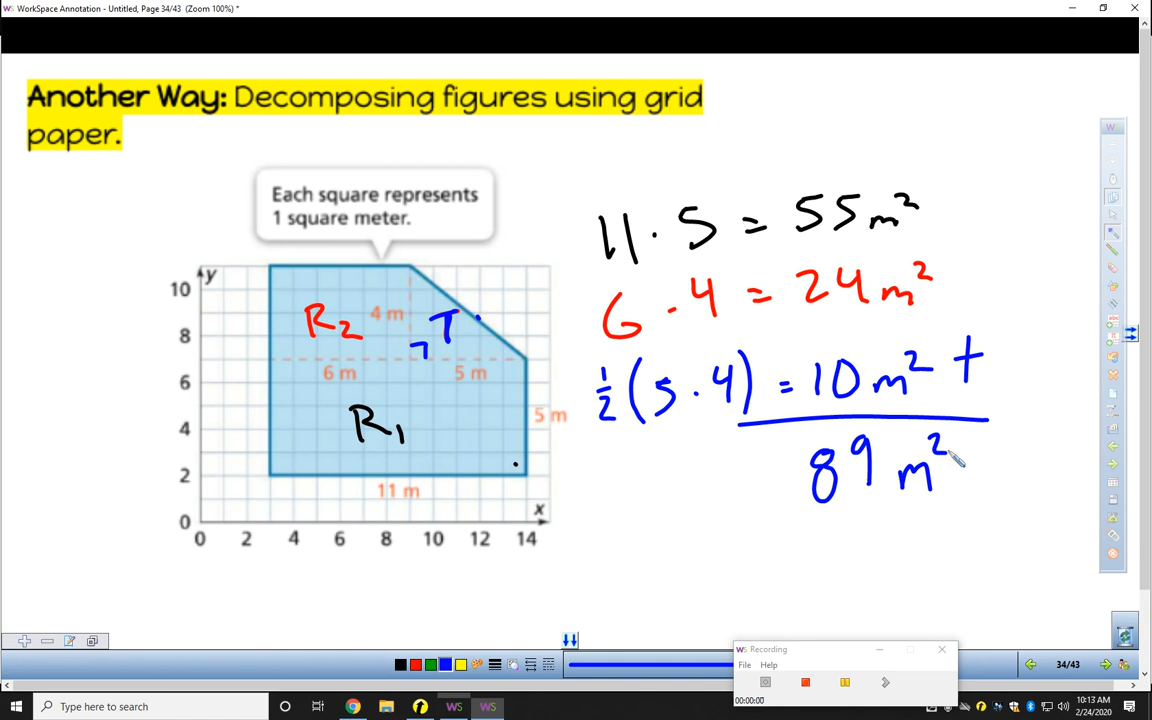 WorkSpace Annotation - Untitled, Page 34/43 (Zoom 100%) *
Another Way: Decomposing figures using grid
paper.
Each square represents
1 square meter.
y
10
8
6
4
2
0
0 2 4 6 8 10 12 14
x
R2
4 m
T
6 m
5 m
R1
5 m
11 m
11 · 5 = 55 m²
6 · 4 = 24 m²
½ (5 · 4) = 10 m² +
89 m²
WS Recording
File Help
00:00:00
34/43
Type here to search
10:13 AM
2/24/2020